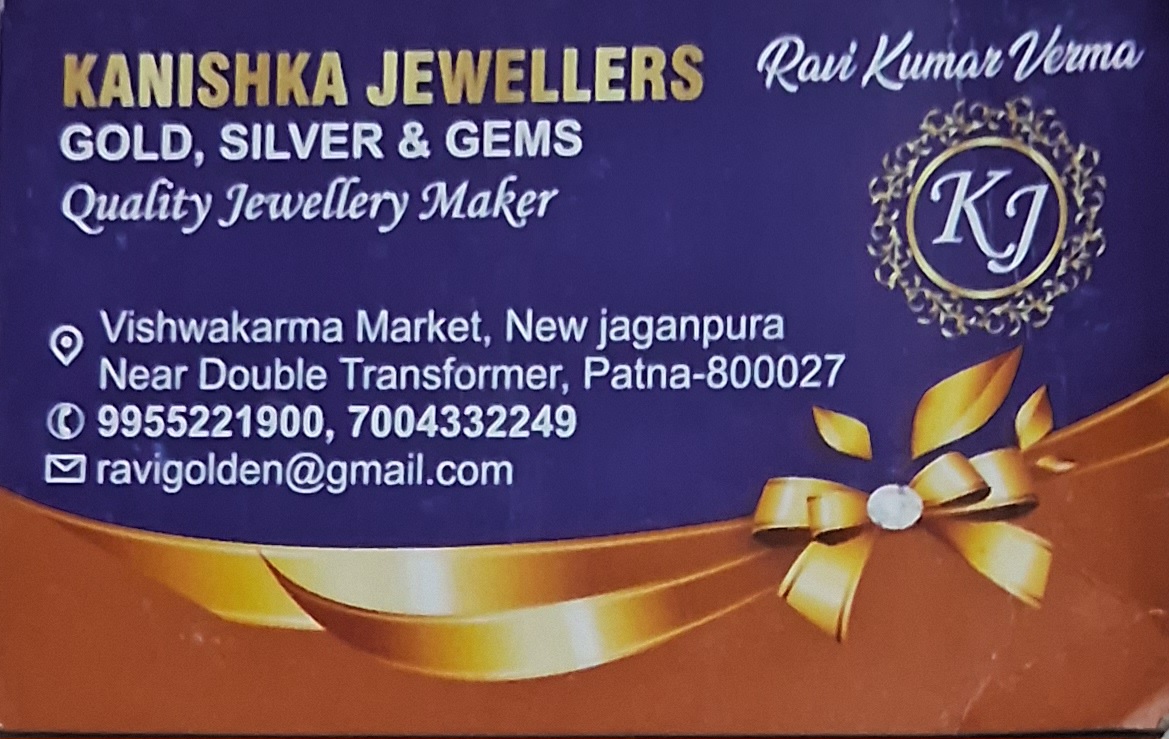 KANISHKA JEWELLERS
Ravi Kumar Verma
GOLD, SILVER & GEMS
Quality Jewellery Maker
KJ
Vishwakarma Market, New jaganpura
Near Double Transformer, Patna-800027
9955221900, 7004332249
ravigolden@gmail.com